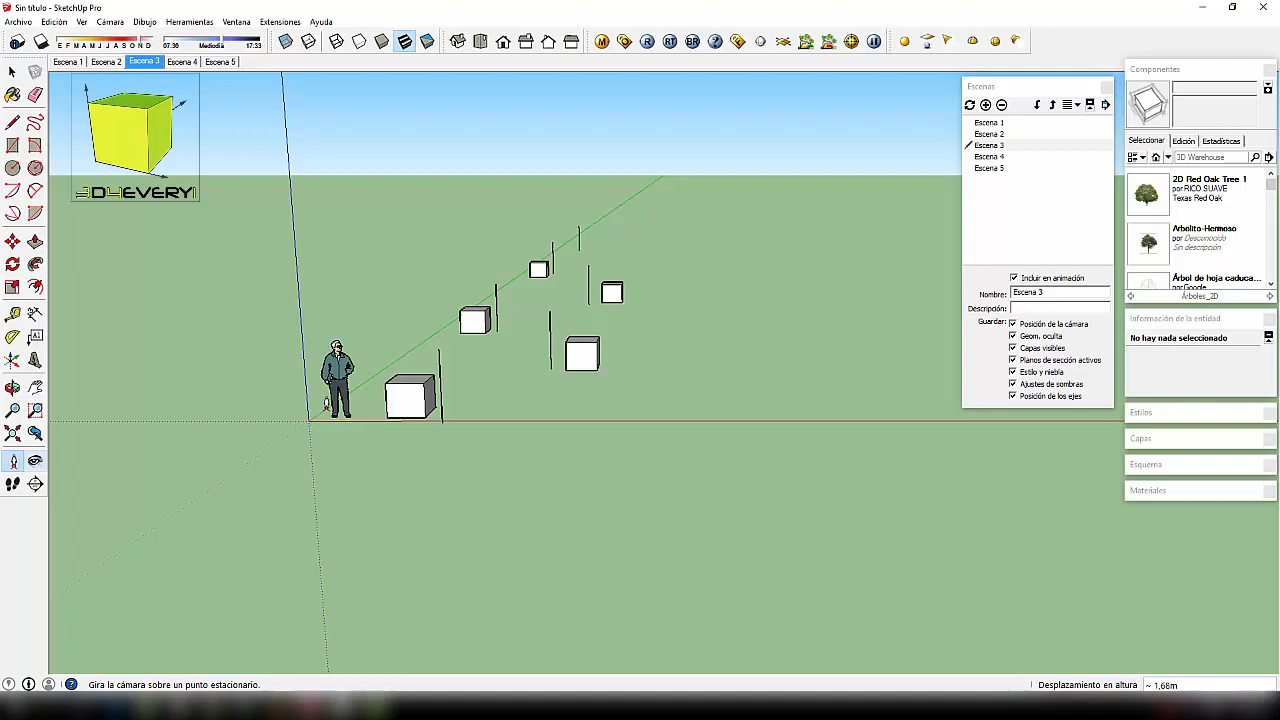 Sin título - SketchUp Pro
Archivo Edición Ver Cámara Dibujo Herramientas Ventana Extensiones Ayuda
E F M A M J J A S O N D
07:36 Mediodía 17:33
M R RT BR
Escena 1 Escena 2 Escena 3 Escena 4 Escena 5
3D4EVERY1
Escenas
Escena 1
Escena 2
Escena 3
Escena 4
Escena 5
Incluir en animación
Nombre: Escena 3
Descripción:
Guardar: Posición de la cámara
Geom. oculta
Capas visibles
Planos de sección activos
Estilo y niebla
Ajustes de sombras
Posición de los ejes
Componentes
Seleccionar Edición Estadísticas
3D Warehouse
2D Red Oak Tree 1
por RICO SUAVE
Texas Red Oak
Arbolito-Hermoso
por Desconocido
Sin descripción
Árbol de hoja caduca...
por Google
Árboles_2D
Información de la entidad
No hay nada seleccionado
Estilos
Capas
Esquema
Materiales
Gira la cámara sobre un punto estacionario.
Desplazamiento en altura ~ 1,68m